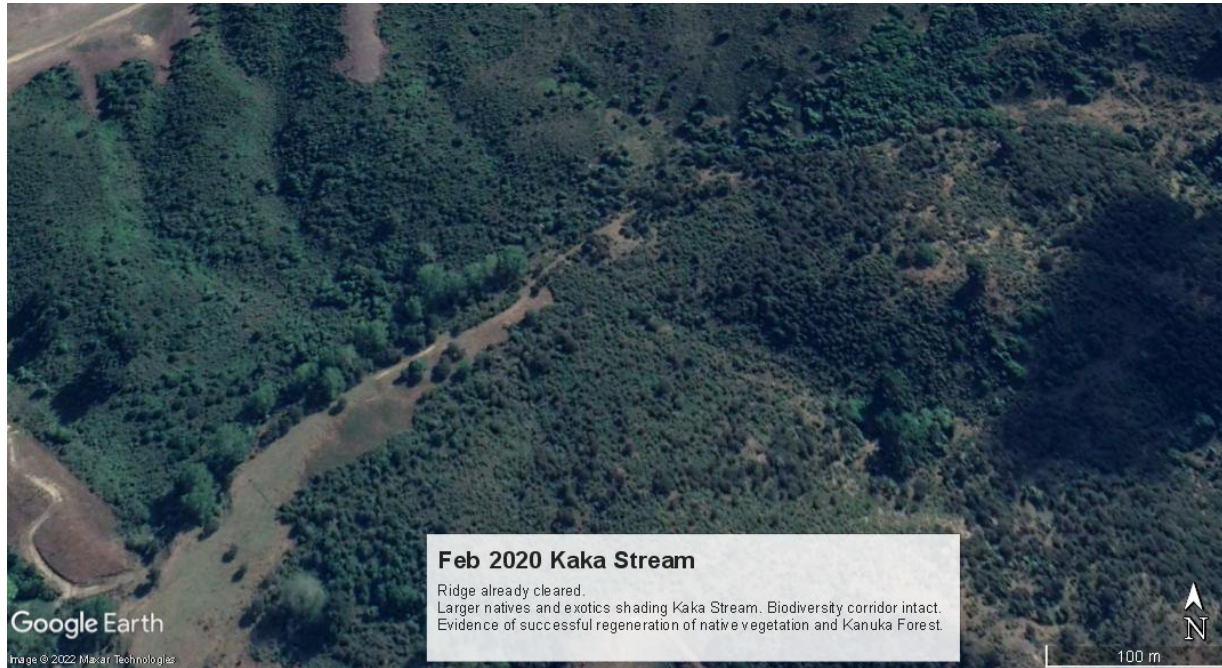 Feb 2020 Kaka Stream
Ridge already cleared.
Larger natives and exotics shading Kaka Stream. Biodiversity corridor intact.
Evidence of successful regeneration of native vegetation and Kanuka Forest.
Google Earth
N
Image © 2022 Maxar Technologies
100 m